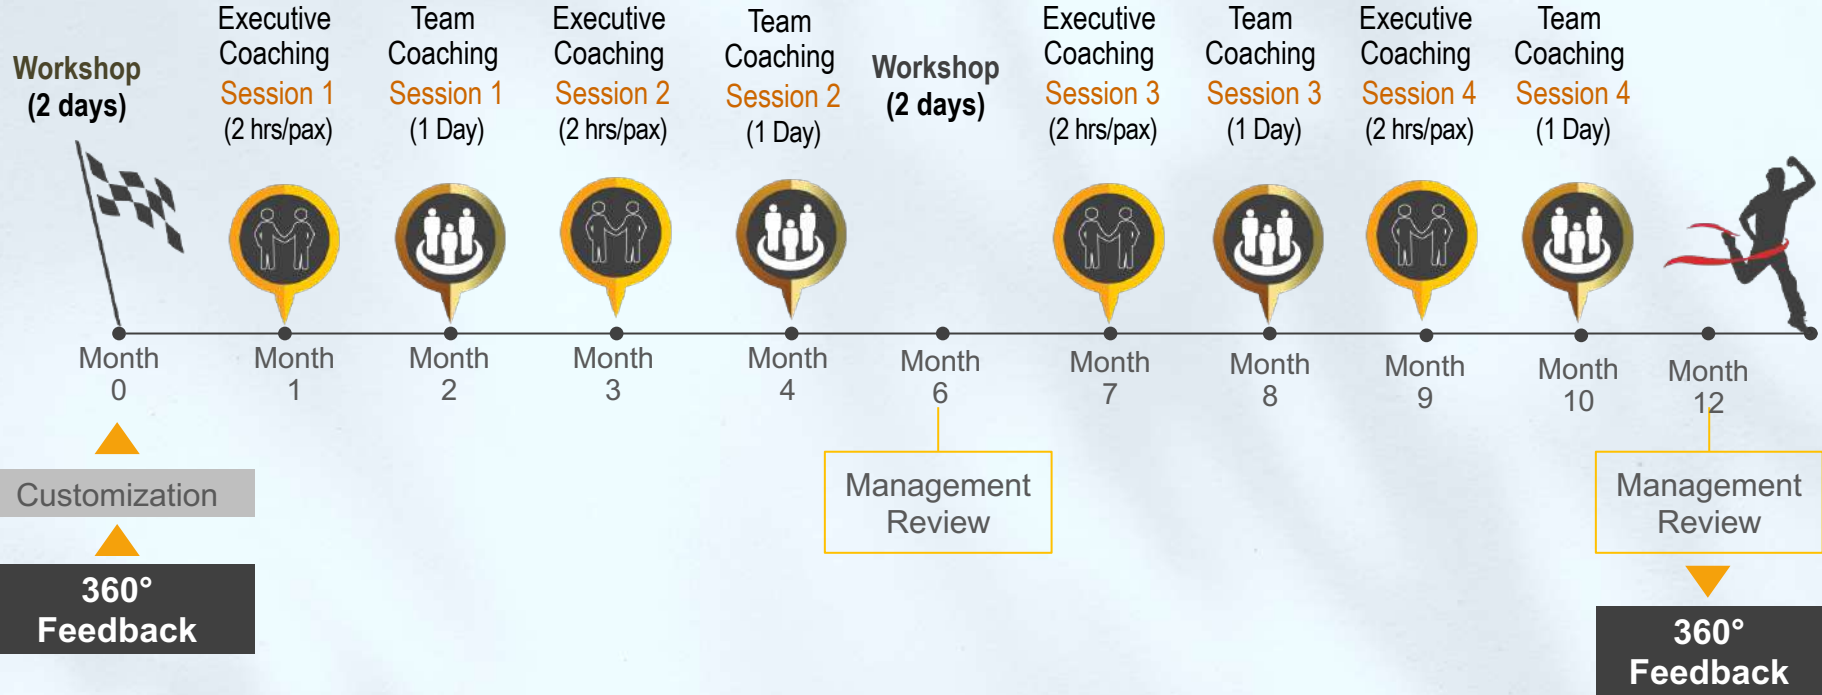 Workshop
(2 days)
Executive
Coaching
Session 1
(2 hrs/pax)
Team
Coaching
Session 1
(1 Day)
Executive
Coaching
Session 2
(2 hrs/pax)
Team
Coaching
Session 2
(1 Day)
Workshop
(2 days)
Executive
Coaching
Session 3
(2 hrs/pax)
Team
Coaching
Session 3
(1 Day)
Executive
Coaching
Session 4
(2 hrs/pax)
Team
Coaching
Session 4
(1 Day)
Month
0
Month
1
Month
2
Month
3
Month
4
Month
6
Month
7
Month
8
Month
9
Month
10
Month
12
Customization
360°
Feedback
Management
Review
Management
Review
360°
Feedback